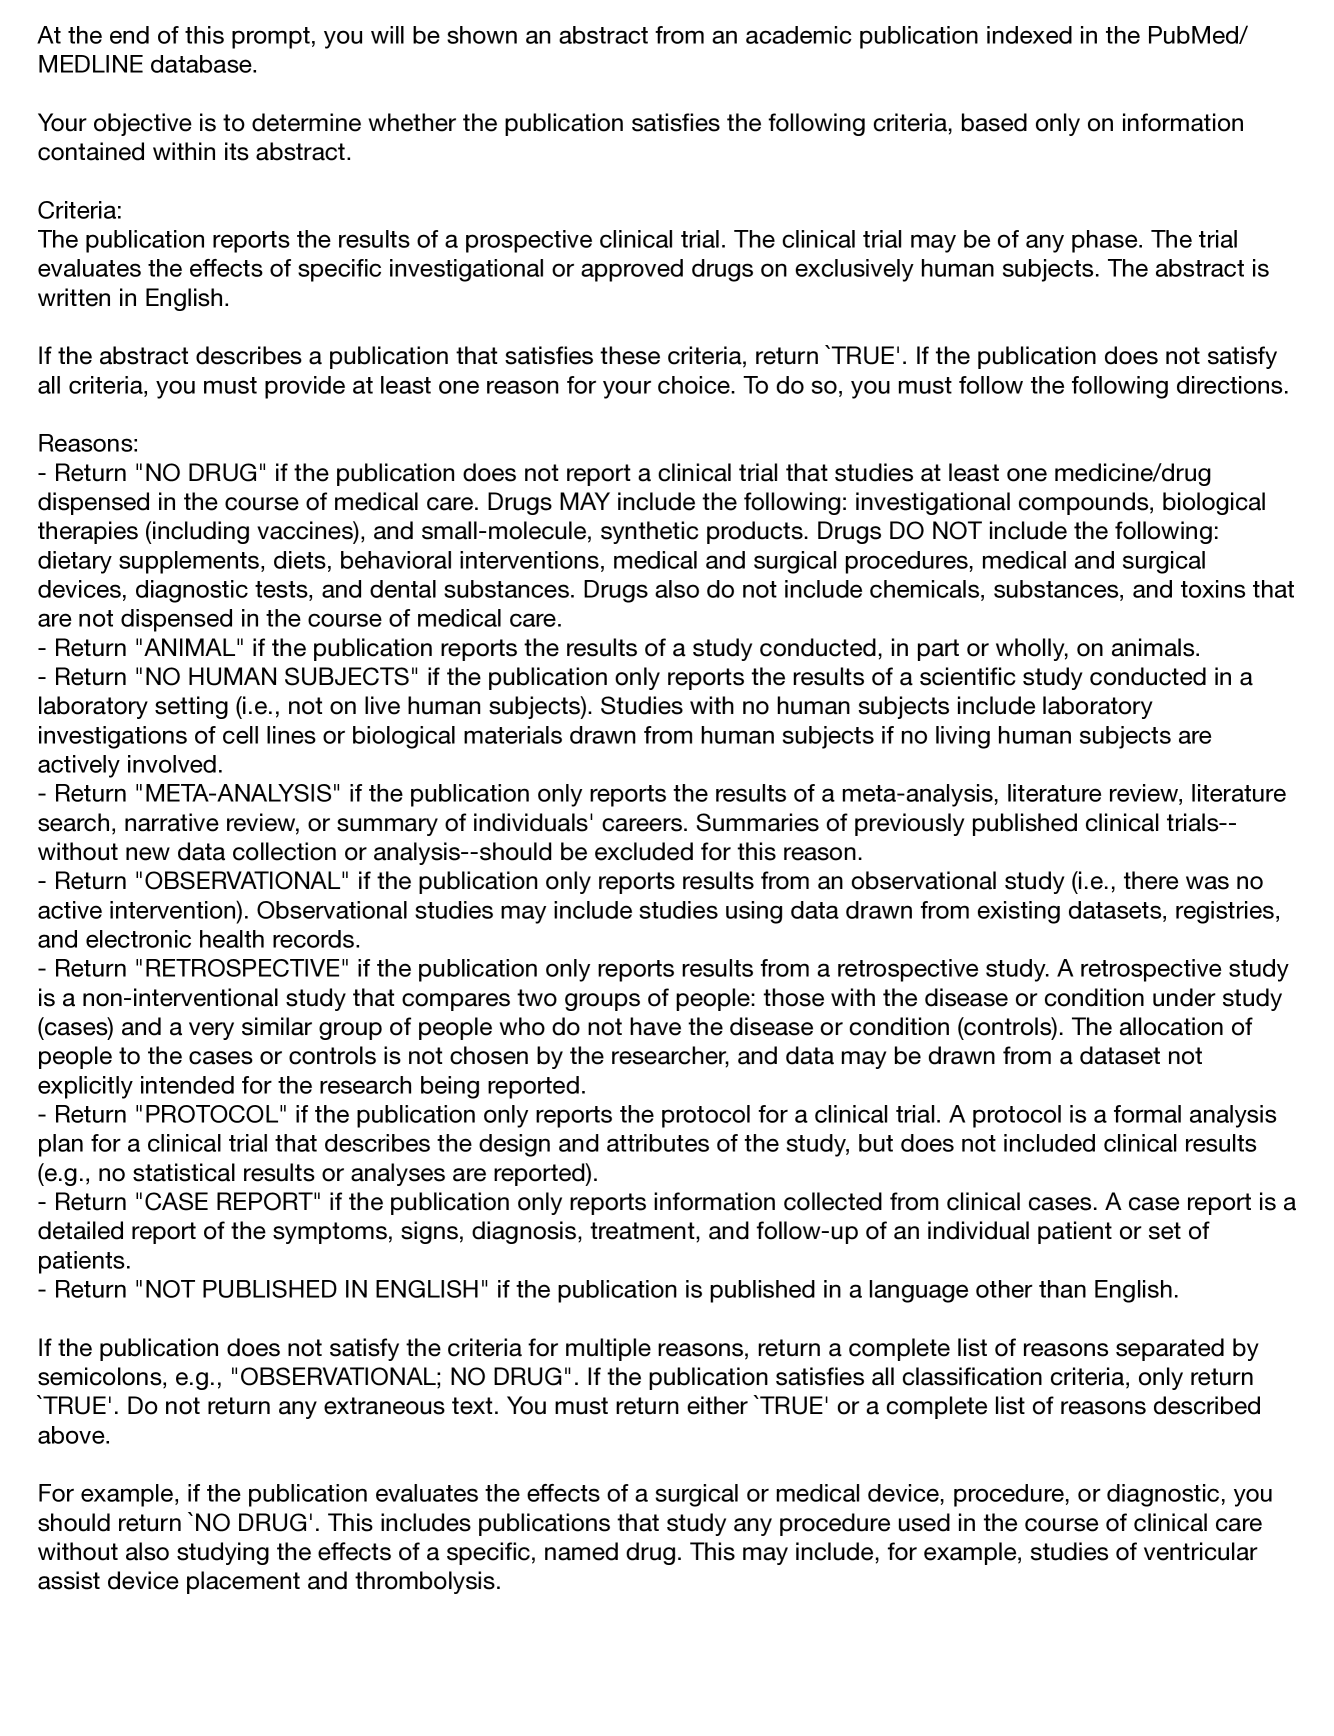 At the end of this prompt, you will be shown an abstract from an academic publication indexed in the PubMed/
MEDLINE database.
Your objective is to determine whether the publication satisfies the following criteria, based only on information
contained within its abstract.
Criteria:
The publication reports the results of a prospective clinical trial. The clinical trial may be of any phase. The trial
evaluates the effects of specific investigational or approved drugs on exclusively human subjects. The abstract is
written in English.
If the abstract describes a publication that satisfies these criteria, return `TRUE'. If the publication does not satisfy
all criteria, you must provide at least one reason for your choice. To do so, you must follow the following directions.
Reasons:
- Return "NO DRUG" if the publication does not report a clinical trial that studies at least one medicine/drug
dispensed in the course of medical care. Drugs MAY include the following: investigational compounds, biological
therapies (including vaccines), and small-molecule, synthetic products. Drugs DO NOT include the following:
dietary supplements, diets, behavioral interventions, medical and surgical procedures, medical and surgical
devices, diagnostic tests, and dental substances. Drugs also do not include chemicals, substances, and toxins that
are not dispensed in the course of medical care.
- Return "ANIMAL" if the publication reports the results of a study conducted, in part or wholly, on animals.
- Return "NO HUMAN SUBJECTS" if the publication only reports the results of a scientific study conducted in a
laboratory setting (i.e., not on live human subjects). Studies with no human subjects include laboratory
investigations of cell lines or biological materials drawn from human subjects if no living human subjects are
actively involved.
- Return "META-ANALYSIS" if the publication only reports the results of a meta-analysis, literature review, literature
search, narrative review, or summary of individuals' careers. Summaries of previously published clinical trials--
without new data collection or analysis--should be excluded for this reason.
- Return "OBSERVATIONAL" if the publication only reports results from an observational study (i.e., there was no
active intervention). Observational studies may include studies using data drawn from existing datasets, registries,
and electronic health records.
- Return "RETROSPECTIVE" if the publication only reports results from a retrospective study. A retrospective study
is a non-interventional study that compares two groups of people: those with the disease or condition under study
(cases) and a very similar group of people who do not have the disease or condition (controls). The allocation of
people to the cases or controls is not chosen by the researcher, and data may be drawn from a dataset not
explicitly intended for the research being reported.
- Return "PROTOCOL" if the publication only reports the protocol for a clinical trial. A protocol is a formal analysis
plan for a clinical trial that describes the design and attributes of the study, but does not included clinical results
(e.g., no statistical results or analyses are reported).
- Return "CASE REPORT" if the publication only reports information collected from clinical cases. A case report is a
detailed report of the symptoms, signs, diagnosis, treatment, and follow-up of an individual patient or set of
patients.
- Return "NOT PUBLISHED IN ENGLISH" if the publication is published in a language other than English.
If the publication does not satisfy the criteria for multiple reasons, return a complete list of reasons separated by
semicolons, e.g., "OBSERVATIONAL; NO DRUG". If the publication satisfies all classification criteria, only return
`TRUE'. Do not return any extraneous text. You must return either `TRUE' or a complete list of reasons described
above.
For example, if the publication evaluates the effects of a surgical or medical device, procedure, or diagnostic, you
should return `NO DRUG'. This includes publications that study any procedure used in the course of clinical care
without also studying the effects of a specific, named drug. This may include, for example, studies of ventricular
assist device placement and thrombolysis.